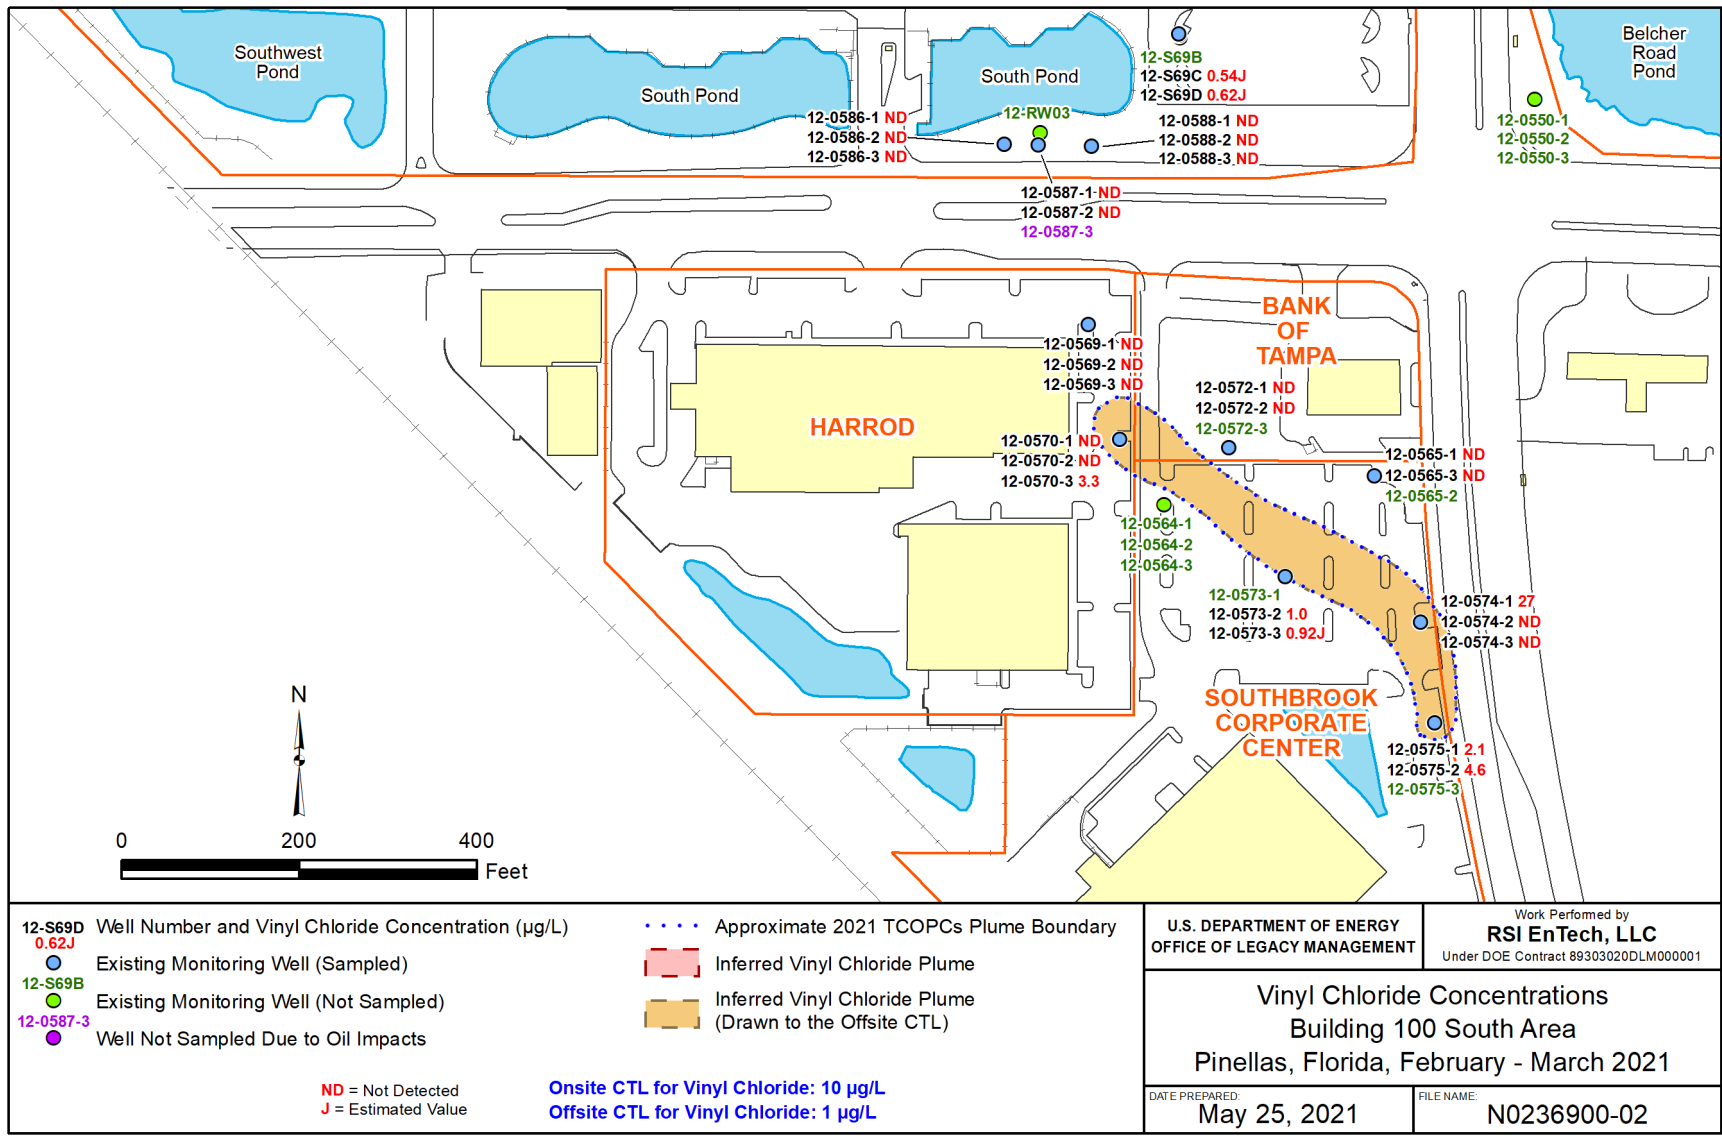 Southwest
Pond
South Pond
South Pond
12-S69B
12-S69C 0.54J
12-S69D 0.62J
Belcher
Road
Pond
12-0586-1 ND
12-0586-2 ND
12-0586-3 ND
12-RW03
12-0588-1 ND
12-0588-2 ND
12-0588-3 ND
12-0550-1
12-0550-2
12-0550-3
12-0587-1 ND
12-0587-2 ND
12-0587-3
BANK
OF
TAMPA
12-0569-1 ND
12-0569-2 ND
12-0569-3 ND
12-0572-1 ND
12-0572-2 ND
12-0572-3
HARROD
12-0570-1 ND
12-0570-2 ND
12-0570-3 3.3
12-0565-1 ND
12-0565-3 ND
12-0565-2
12-0564-1
12-0564-2
12-0564-3
12-0573-1
12-0573-2 1.0
12-0573-3 0.92J
12-0574-1 27
12-0574-2 ND
12-0574-3 ND
SOUTHBROOK
CORPORATE
CENTER
12-0575-1 2.1
12-0575-2 4.6
12-0575-3
N
0 200 400
Feet
12-S69D
0.62J
Well Number and Vinyl Chloride Concentration (µg/L)
Existing Monitoring Well (Sampled)
12-S69B
Existing Monitoring Well (Not Sampled)
12-0587-3
Well Not Sampled Due to Oil Impacts
ND = Not Detected
J = Estimated Value
Approximate 2021 TCOPCs Plume Boundary
Inferred Vinyl Chloride Plume
Inferred Vinyl Chloride Plume
(Drawn to the Offsite CTL)
Onsite CTL for Vinyl Chloride: 10 µg/L
Offsite CTL for Vinyl Chloride: 1 µg/L
U.S. DEPARTMENT OF ENERGY
OFFICE OF LEGACY MANAGEMENT
Work Performed by
RSI EnTech, LLC
Under DOE Contract 89303020DLM000001
Vinyl Chloride Concentrations
Building 100 South Area
Pinellas, Florida, February - March 2021
DATE PREPARED:
May 25, 2021
FILE NAME:
N0236900-02